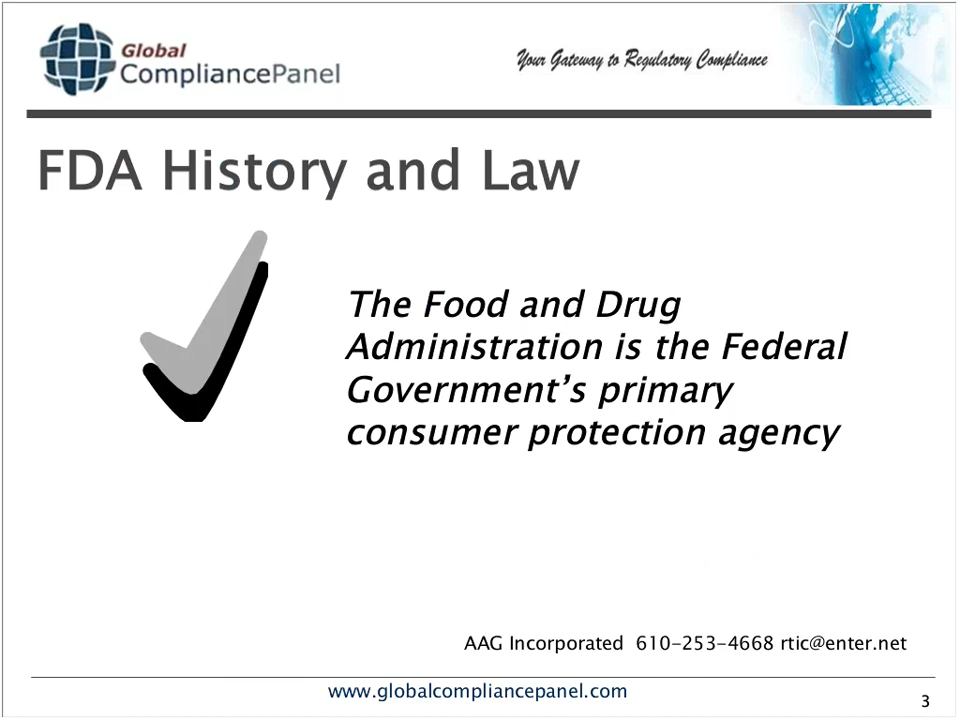 Global
CompliancePanel
Your Gateway to Regulatory Compliance
FDA History and Law
The Food and Drug
Administration is the Federal
Government’s primary
consumer protection agency
AAG Incorporated  610-253-4668 rtic@enter.net
www.globalcompliancepanel.com
3